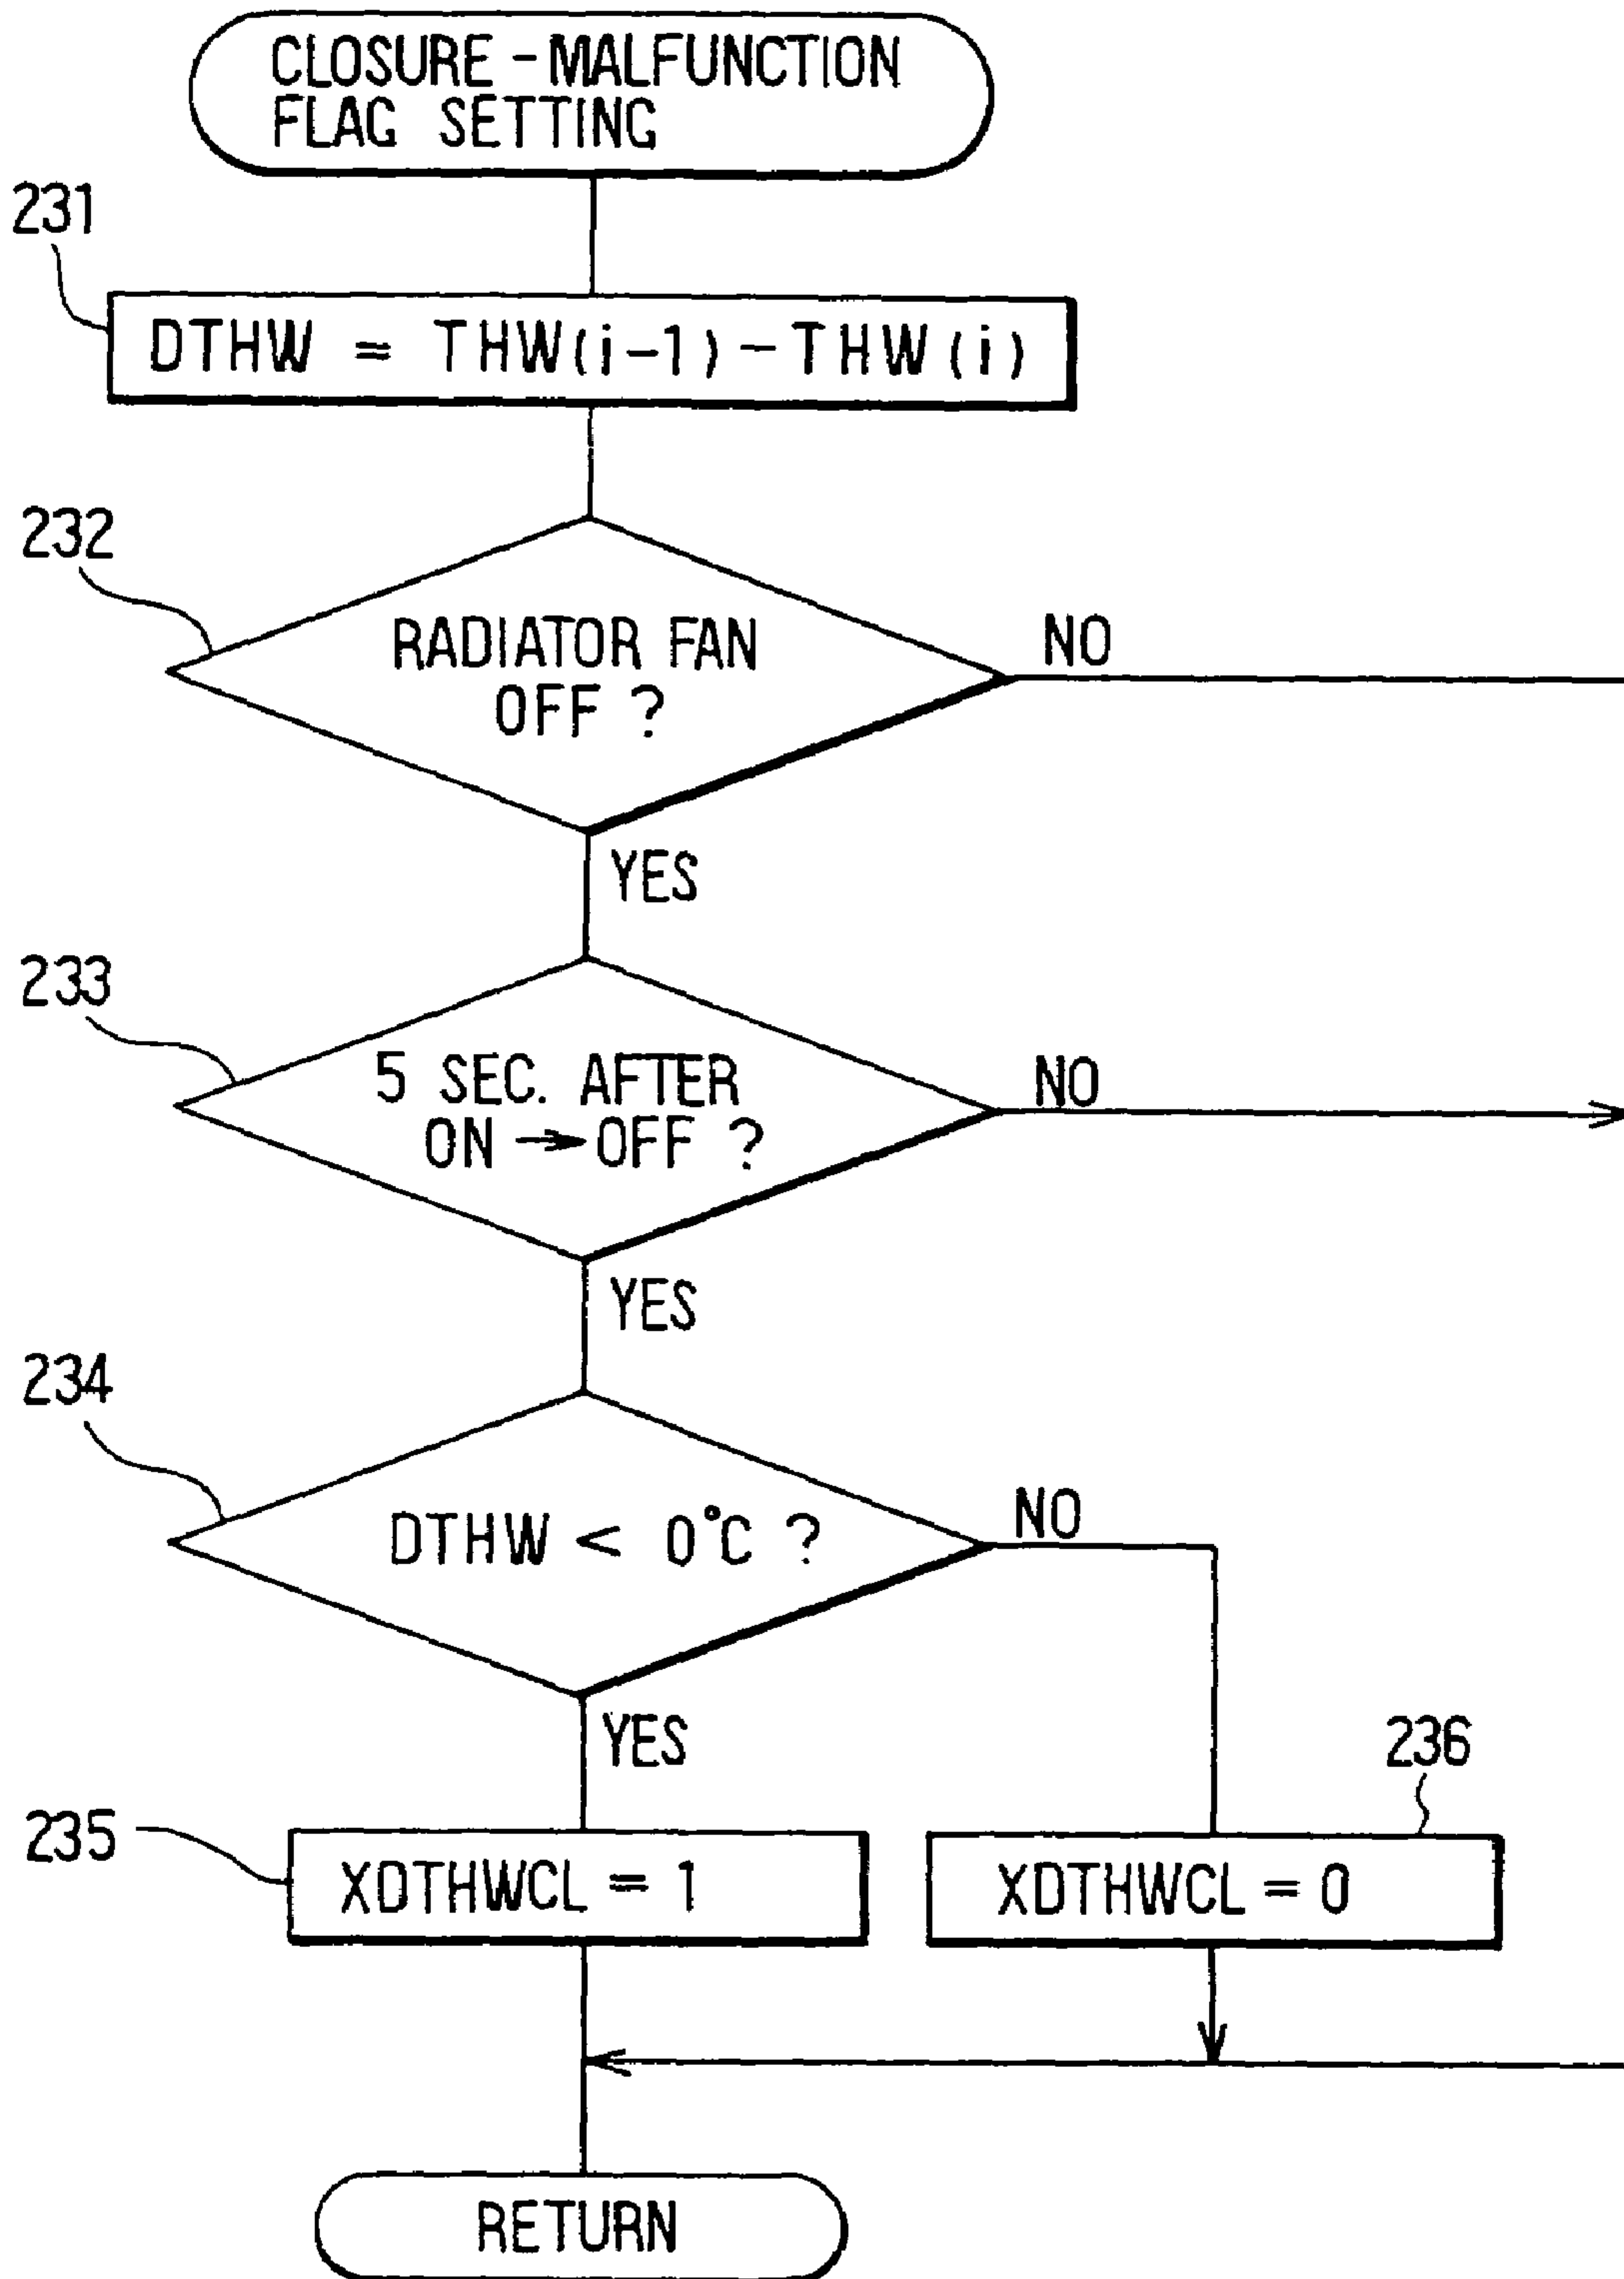 CLOSURE-MALFUNCTION
FLAG SETTING
231
DTHW = THW(i-1)-THW(i)
232
RADIATOR FAN
OFF ?
NO
YES
233
5 SEC. AFTER
ON → OFF ?
NO
YES
234
DTHW < 0°C ?
NO
YES
235
XDTHWCL = 1
236
XDTHWCL = 0
RETURN